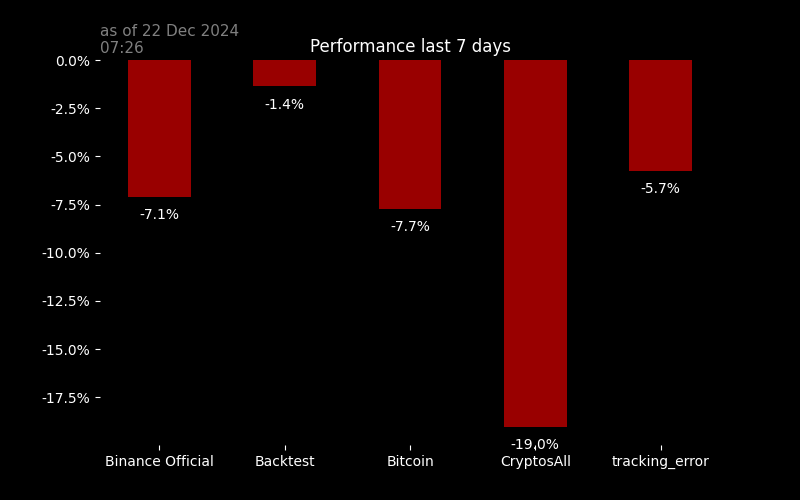 as of 22 Dec 2024
07:26
Performance last 7 days
0.0%
-2.5%
-5.0%
-7.5%
-10.0%
-12.5%
-15.0%
-17.5%
-7.1%
-1.4%
-7.7%
-19.0%
-5.7%
Binance Official
Backtest
Bitcoin
CryptosAll
tracking_error